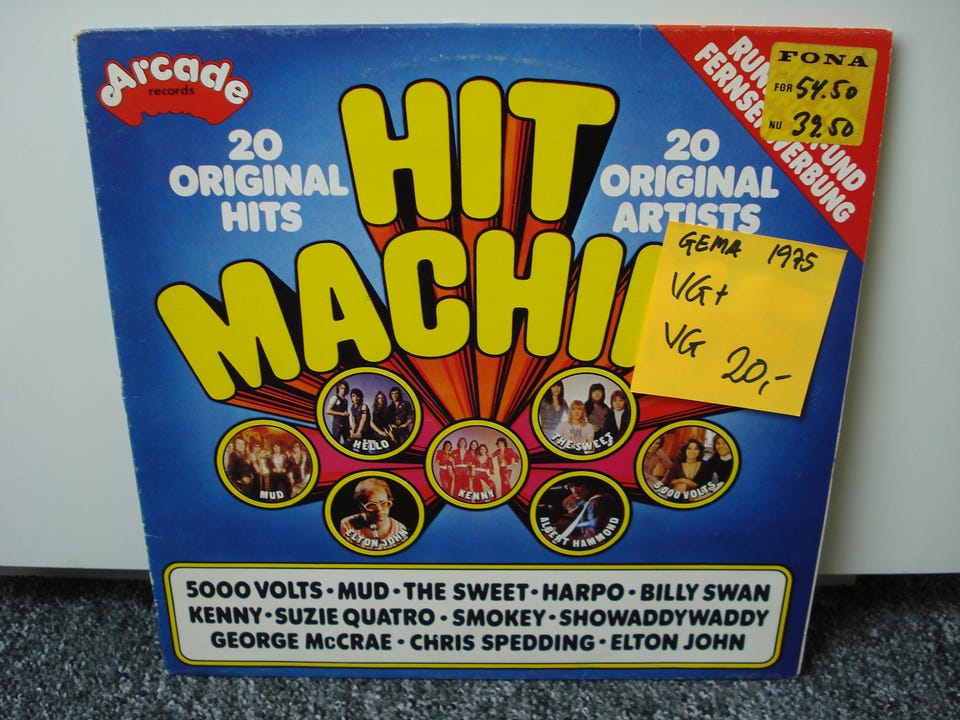 Arcade
records
FONA
FØR 54.50
NU 39.50
20
ORIGINAL
HITS
HIT
20
ORIGINAL
ARTISTS
GEMA 1975
VG+
VG 20,-
HELLO
THE SWEET
MUD
KENNY
5000 VOLTS
ELTON JOHN
ALBERT HAMMOND
5000 VOLTS · MUD · THE SWEET · HARPO · BILLY SWAN
KENNY · SUZIE QUATRO · SMOKEY · SHOWADDYWADDY
GEORGE McCRAE · CHRIS SPEDDING · ELTON JOHN